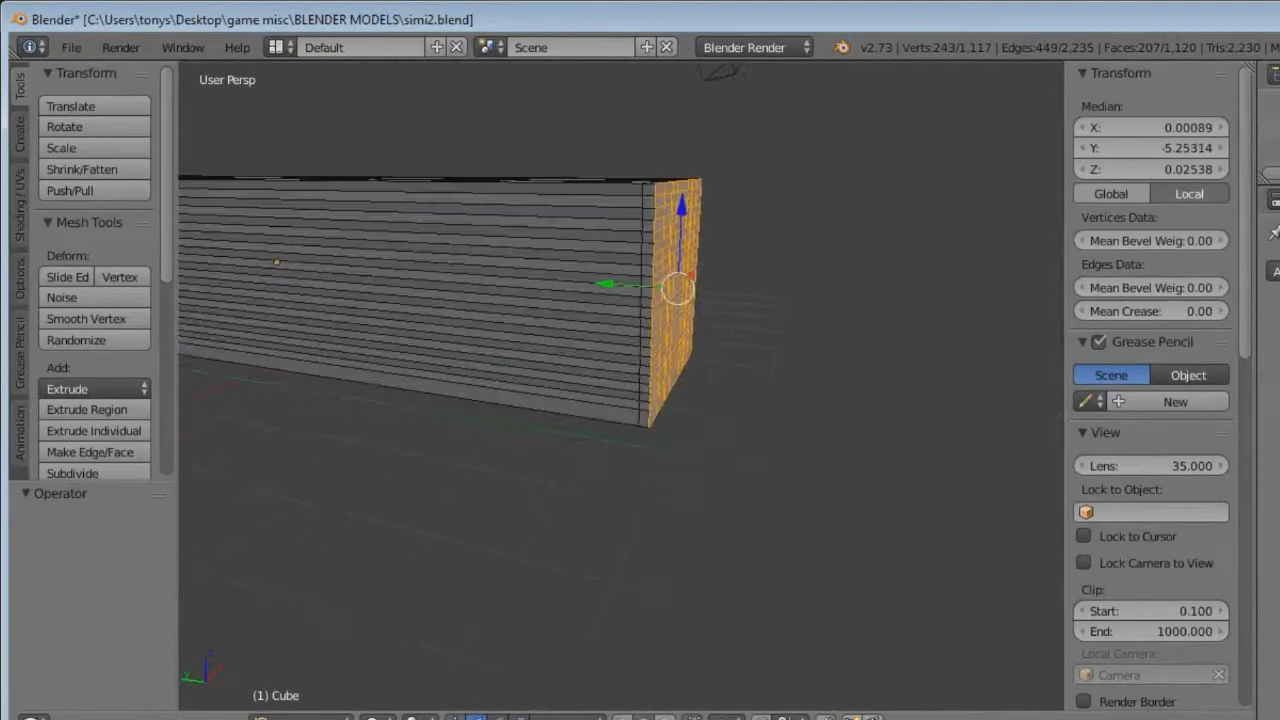 Blender* [C:\Users\tonys\Desktop\game misc\BLENDER MODELS\simi2.blend]
File Render Window Help Default Scene Blender Render v2.73 | Verts:243/1,117 | Edges:449/2,235 | Faces:207/1,120 | Tris:2,230 | M
Tools
Create
Shading / UVs
Options
Grease Pencil
Animation
Transform
Translate
Rotate
Scale
Shrink/Fatten
Push/Pull
Mesh Tools
Deform:
Slide Ed Vertex
Noise
Smooth Vertex
Randomize
Add:
Extrude
Extrude Region
Extrude Individual
Make Edge/Face
Subdivide
Operator
User Persp
(1) Cube
Transform
Median:
X: 0.00089
Y: -5.25314
Z: 0.02538
Global Local
Vertices Data:
Mean Bevel Weig: 0.00
Edges Data:
Mean Bevel Weig: 0.00
Mean Crease: 0.00
Grease Pencil
Scene Object
New
View
Lens: 35.000
Lock to Object:
Lock to Cursor
Lock Camera to View
Clip:
Start: 0.100
End: 1000.000
Local Camera:
Camera
Render Border